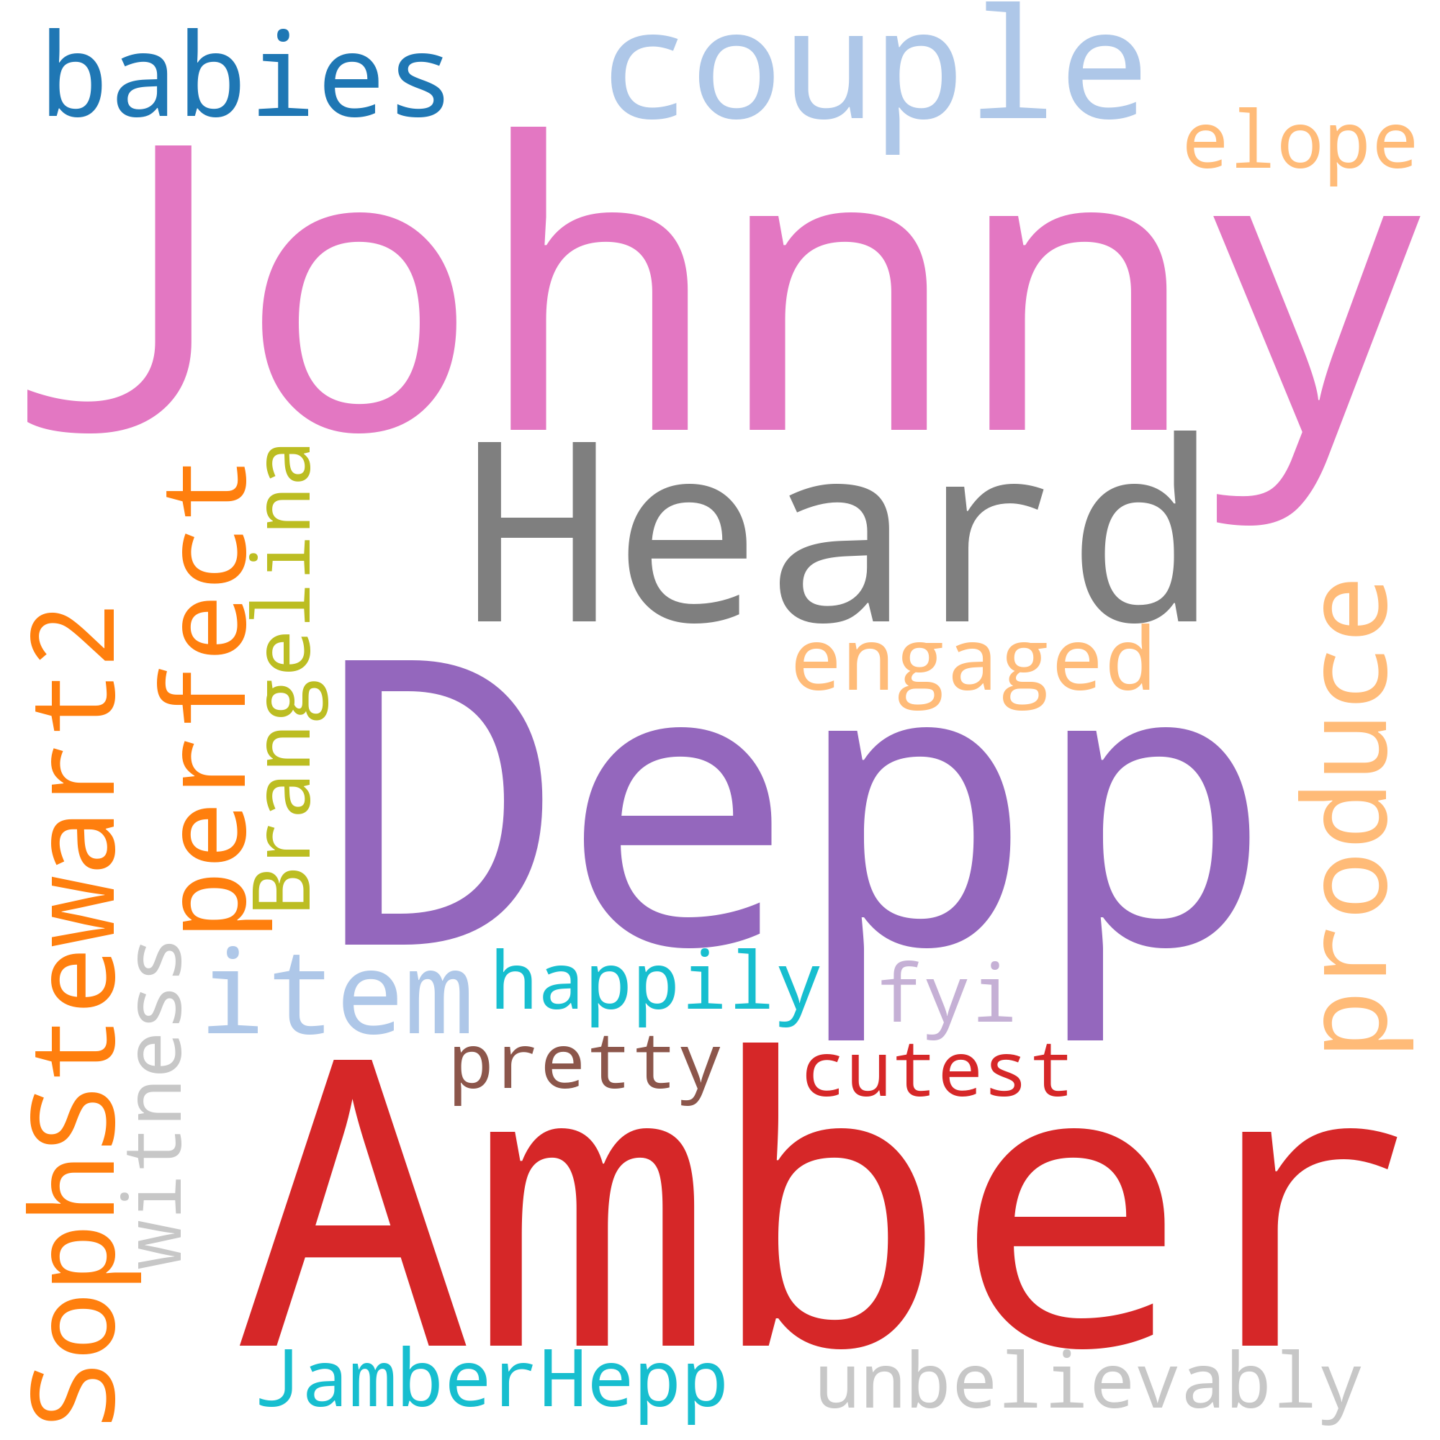 babies
couple
elope
Johnny
Heard
perfect
Brangelina
engaged
produce
SophStewart2
Depp
witness
item
happily
fyi
pretty
cutest
Amber
JamberHepp
unbelievably